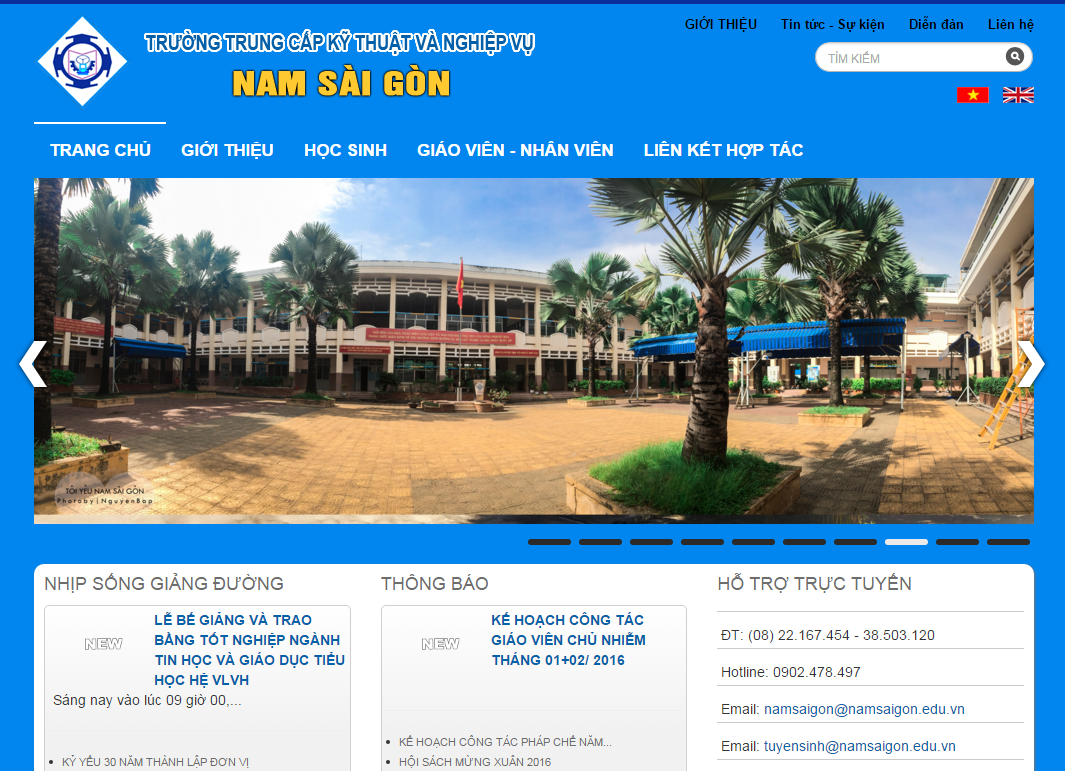 GIỚI THIỆU Tin tức - Sự kiện Diễn đàn Liên hệ
TRƯỜNG TRUNG CẤP KỸ THUẬT VÀ NGHIỆP VỤ
NAM SÀI GÒN
TÌM KIẾM
TRANG CHỦ GIỚI THIỆU HỌC SINH GIÁO VIÊN - NHÂN VIÊN LIÊN KẾT HỢP TÁC
TÔI YÊU NAM SÀI GÒN
NHỊP SỐNG GIẢNG ĐƯỜNG
NEW
LỄ BẾ GIẢNG VÀ TRAO
BẰNG TỐT NGHIỆP NGÀNH
TIN HỌC VÀ GIÁO DỤC TIỂU
HỌC HỆ VLVH
Sáng nay vào lúc 09 giờ 00,...
KỶ YẾU 30 NĂM THÀNH LẬP ĐƠN VỊ
THÔNG BÁO
NEW
KẾ HOẠCH CÔNG TÁC
GIÁO VIÊN CHỦ NHIỄM
THÁNG 01+02/ 2016
KẾ HOẠCH CÔNG TÁC PHÁP CHẾ NĂM...
HỘI SÁCH MỪNG XUÂN 2016
HỖ TRỢ TRỰC TUYẾN
ĐT: (08) 22.167.454 - 38.503.120
Hotline: 0902.478.497
Email: namsaigon@namsaigon.edu.vn
Email: tuyensinh@namsaigon.edu.vn